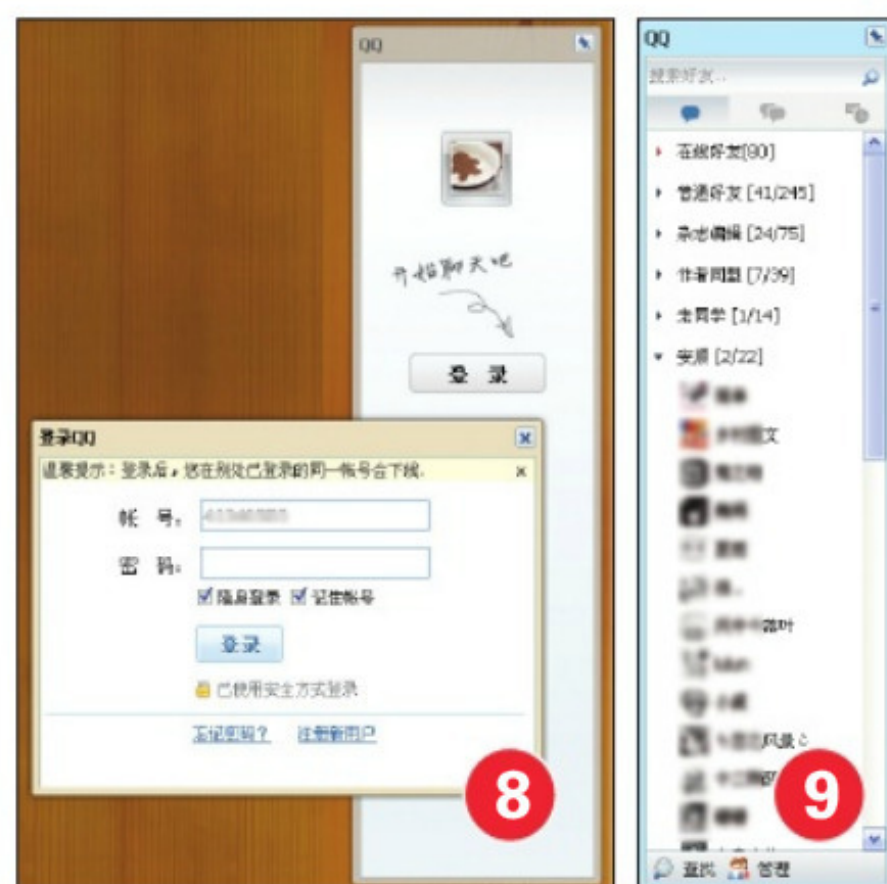 QQ
开始聊天吧
登 录
登录QQ
温馨提示：登录后，您在别处已登录的同一帐号会下线。
帐 号：
密 码：
隐身登录 记住帐号
登录
已使用安全方式登录
忘记密码？ 注册新用户
8
QQ
搜索好友...
在线好友[90]
普通好友 [41/245]
杂志编辑 [24/75]
作者同盟 [7/39]
老同学 [1/14]
安顺 [2/22]
查找 管理
9